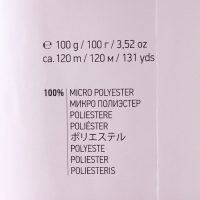 ℮ 100 g / 100 г / 3,52 oz
ca. 120 m / 120 м / 131 yds
100% MICRO POLYESTER
МИКРО ПОЛИЭСТЕР
POLIESTERE
POLIÉSTER
ポリエステル
POLYESTE
POLIESTER
POLIESTERIS